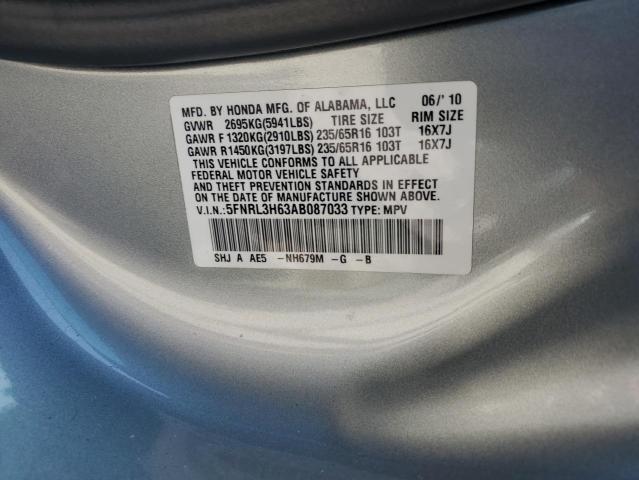 MFD. BY HONDA MFG. OF ALABAMA, LLC 06/'10
GVWR 2695KG(5941LBS) TIRE SIZE RIM SIZE
GAWR F1320KG(2910LBS) 235/65R16 103T 16X7J
GAWR R1450KG(3197LBS) 235/65R16 103T 16X7J
THIS VEHICLE CONFORMS TO ALL APPLICABLE
FEDERAL MOTOR VEHICLE SAFETY AND
THEFT PREVENTION STANDARDS IN EFFECT
ON THE DATE OF MANUFACTURE SHOWN ABOVE.
V.I.N.:5FNRL3H63AB087033 TYPE: MPV
SHJ A AE5 -NH679M -G -B